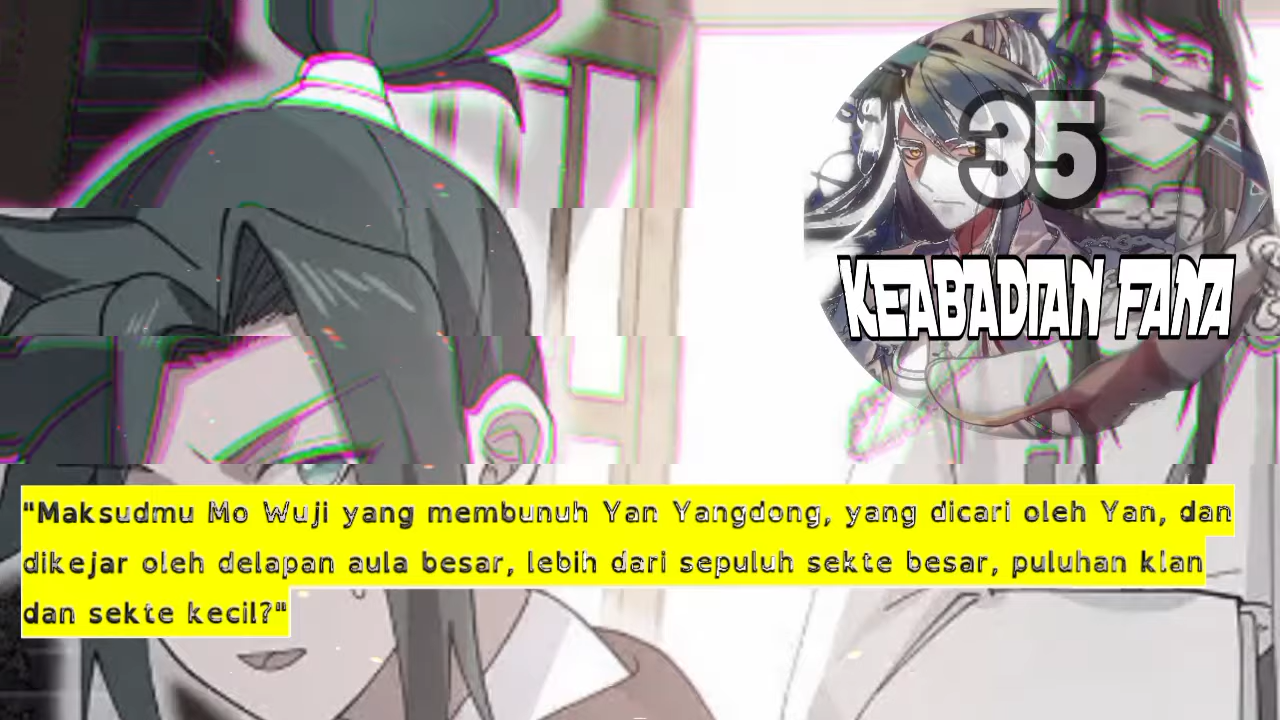 35
KEABADIAN FANA
"Maksudmu Mo Wuji yang membunuh Yan Yangdong, yang dicari oleh Yan, dan
dikejar oleh delapan aula besar, lebih dari sepuluh sekte besar, puluhan klan
dan sekte kecil?"